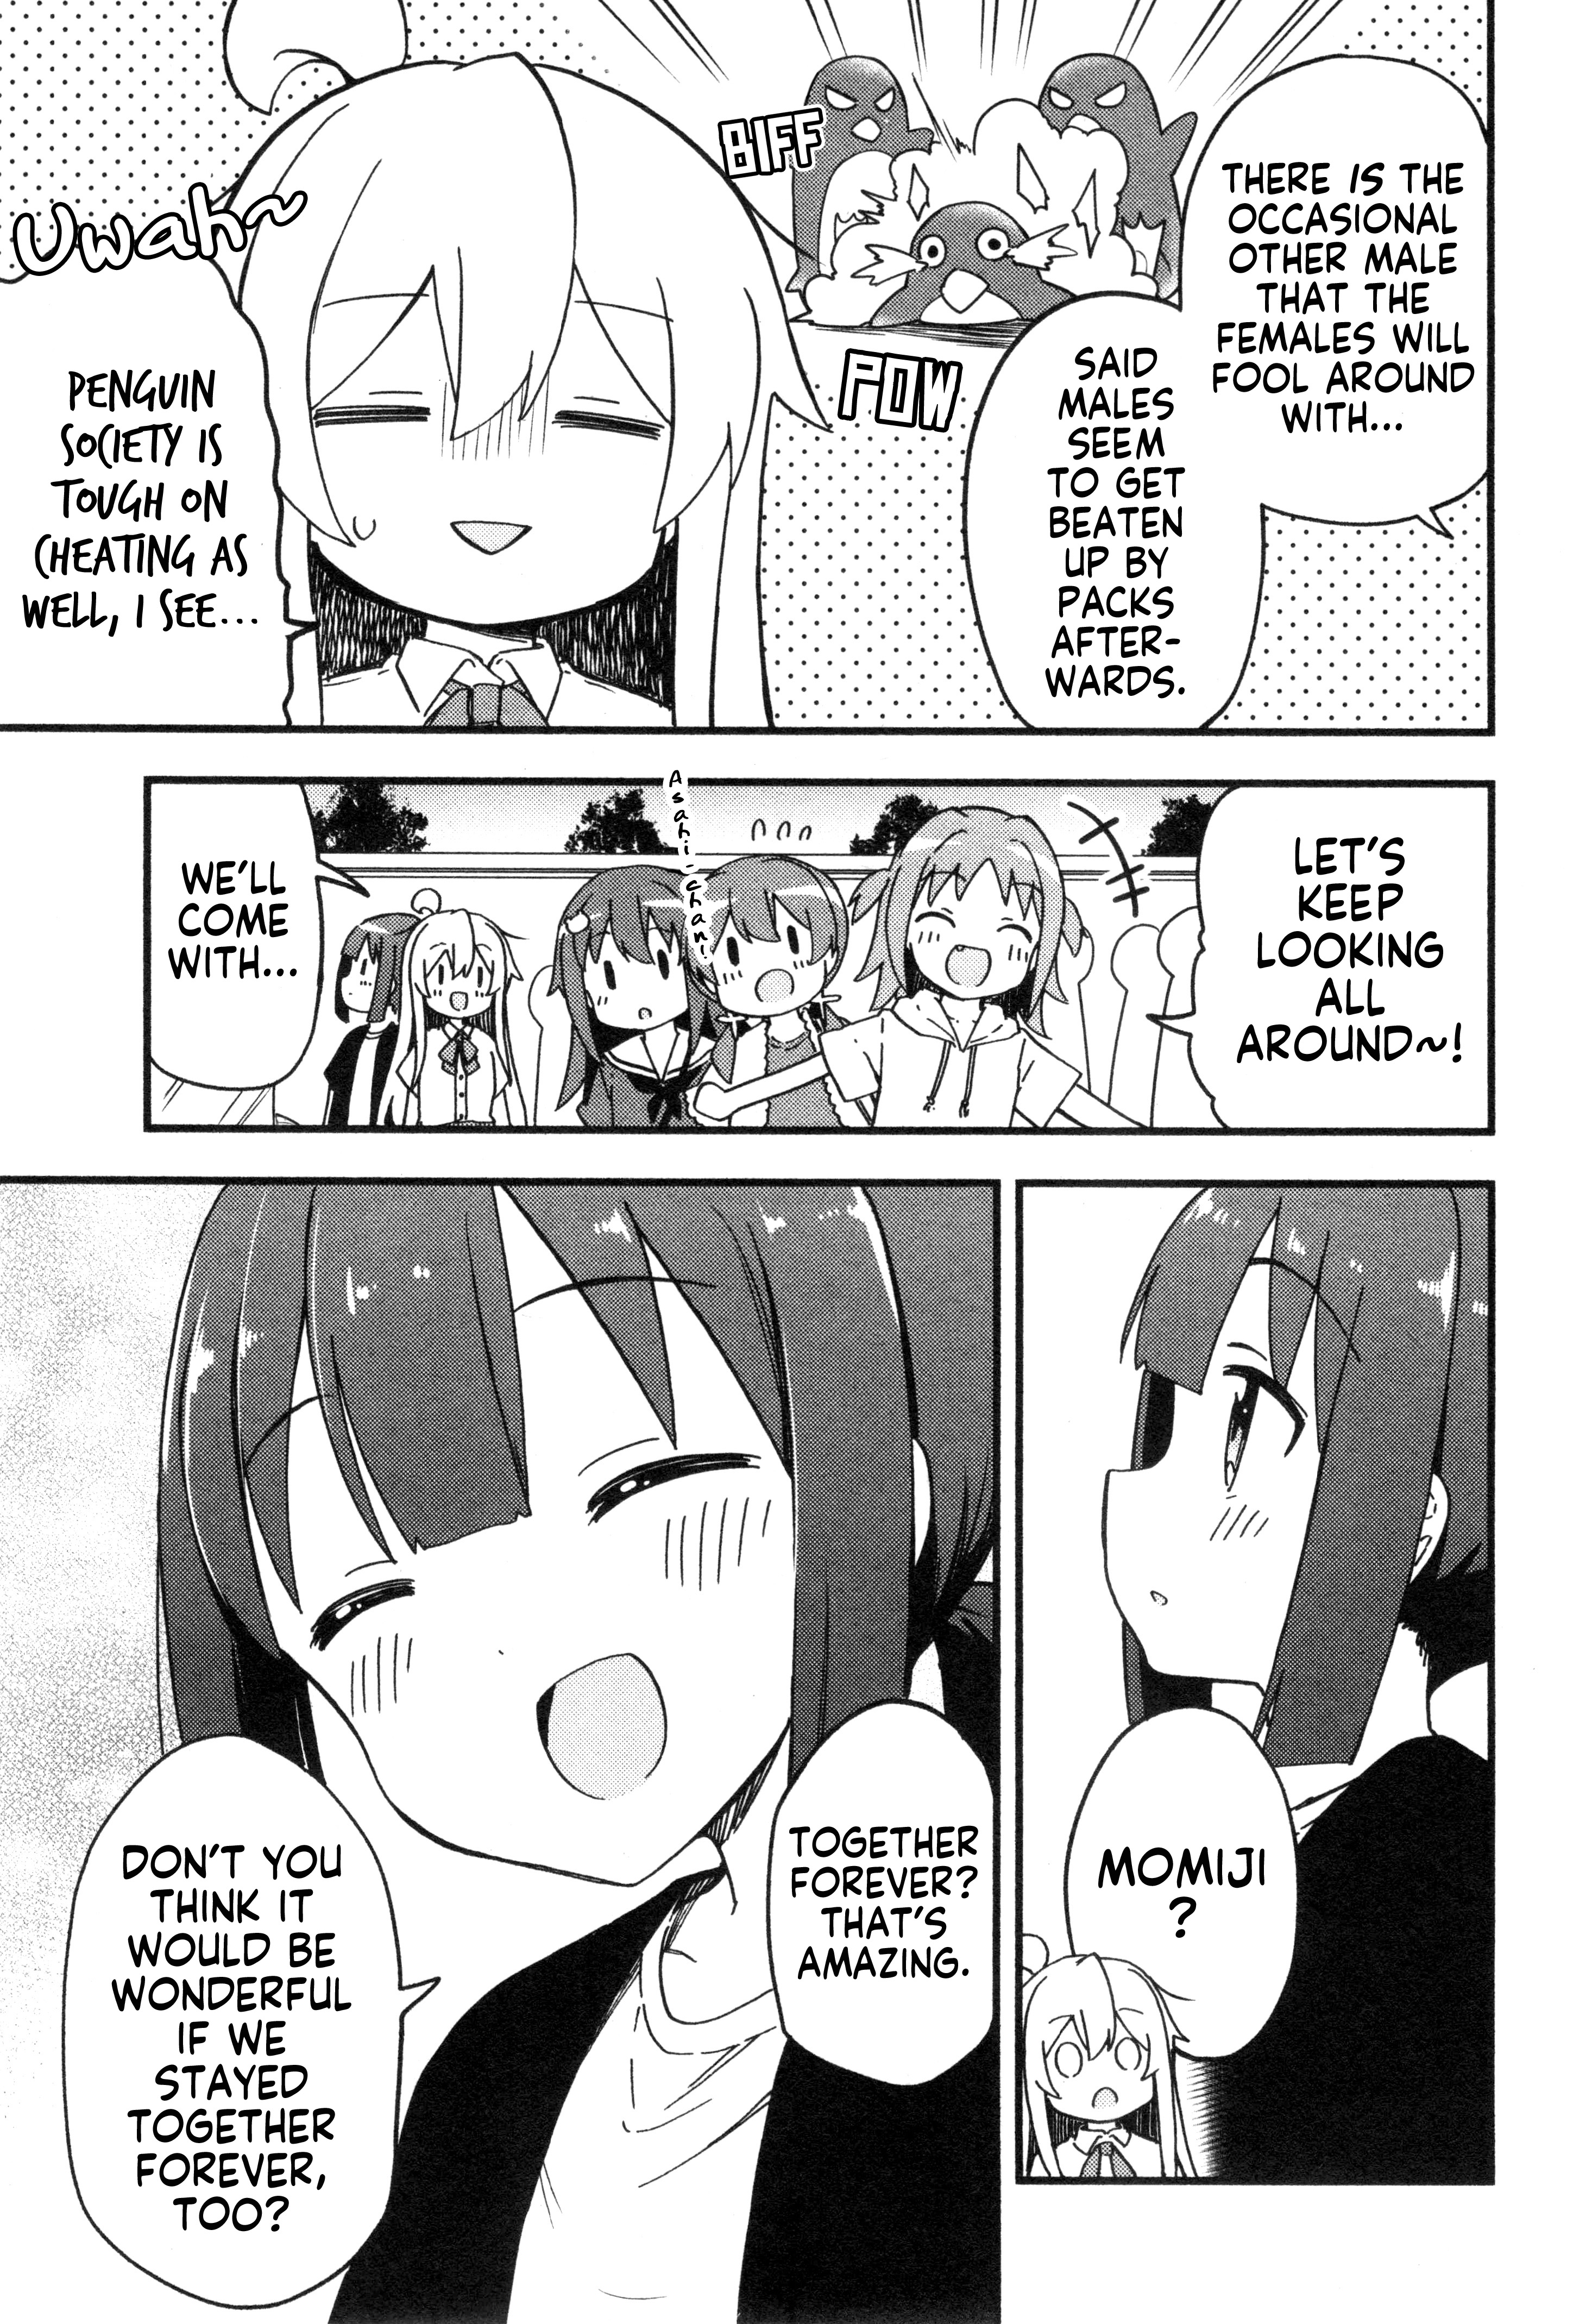 THERE IS THE
OCCASIONAL
OTHER MALE
THAT THE
FEMALES WILL
FOOL AROUND
WITH...
SAID
MALES
SEEM
TO GET
BEATEN
UP BY
PACKS
AFTER-
WARDS.
BIFF
POW
Uwah~
PENGUIN
SOCIETY IS
TOUGH ON
CHEATING AS
WELL, I SEE...
LET'S
KEEP
LOOKING
ALL
AROUND~!
Asahi-chan!
WE'LL
COME
WITH...
MOMIJI
?
TOGETHER
FOREVER?
THAT'S
AMAZING.
DON'T YOU
THINK IT
WOULD BE
WONDERFUL
IF WE
STAYED
TOGETHER
FOREVER,
TOO?